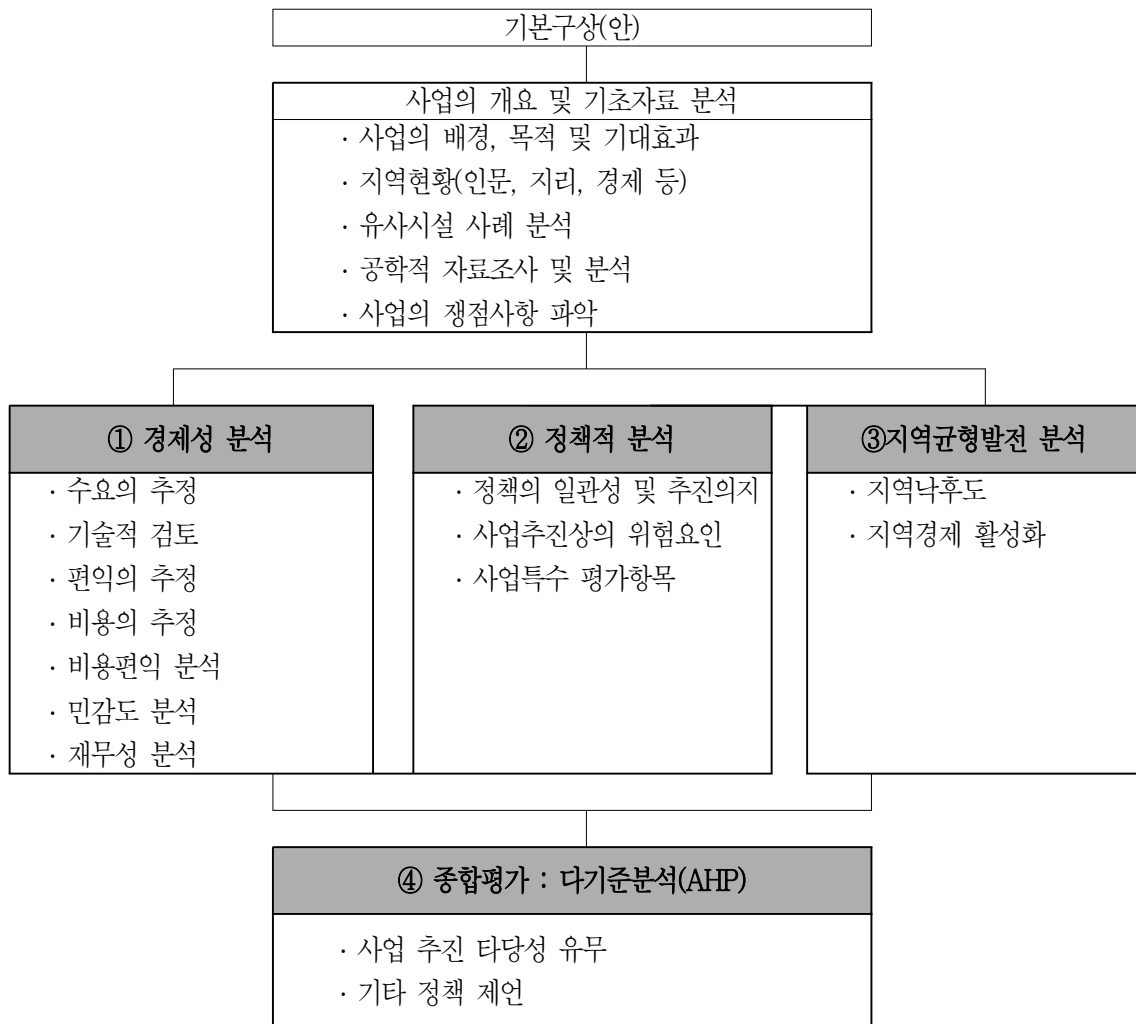 기본구상(안)
사업의 개요 및 기초자료 분석
· 사업의 배경, 목적 및 기대효과
· 지역현황(인문, 지리, 경제 등)
· 유사시설 사례 분석
· 공학적 자료조사 및 분석
· 사업의 쟁점사항 파악
① 경제성 분석
· 수요의 추정
· 기술적 검토
· 편익의 추정
· 비용의 추정
· 비용편익 분석
· 민감도 분석
· 재무성 분석
② 정책적 분석
· 정책의 일관성 및 추진의지
· 사업추진상의 위험요인
· 사업특수 평가항목
③지역균형발전 분석
· 지역낙후도
· 지역경제 활성화
④ 종합평가 : 다기준분석(AHP)
· 사업 추진 타당성 유무
· 기타 정책 제언